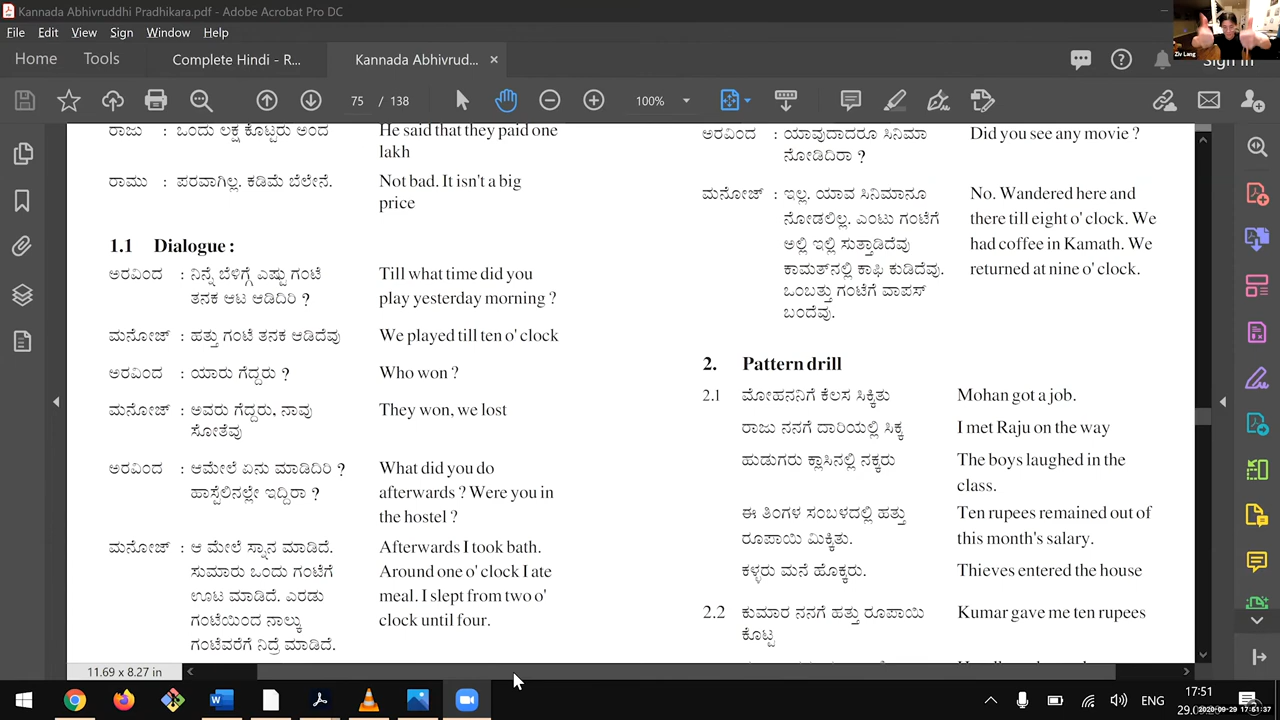 Kannada Abhivruddhi Pradhikara.pdf - Adobe Acrobat Pro DC
File Edit View Sign Window Help
Home Tools Complete Hindi - R... Kannada Abhivrud... ×
Ziv Lang
Sign In
75 / 138 100%
ರಾಜು : ಒಂದು ಲಕ್ಷ ಕೊಟ್ಟರು ಅಂದ
He said that they paid one
lakh
ರಾಮು : ಪರವಾಗಿಲ್ಲ. ಕಡಿಮೆ ಬೆಲೇನೆ.
Not bad. It isn't a big
price
1.1 Dialogue :
ಅರವಿಂದ : ನಿನ್ನೆ ಬೆಳಿಗ್ಗೆ ಎಷ್ಟು ಗಂಟೆ
ತನಕ ಆಟ ಆಡಿದಿರಿ ?
Till what time did you
play yesterday morning ?
ಮನೋಜ್ : ಹತ್ತು ಗಂಟೆ ತನಕ ಆಡಿದೆವು
We played till ten o' clock
ಅರವಿಂದ : ಯಾರು ಗೆದ್ದರು ?
Who won ?
ಮನೋಜ್ : ಅವರು ಗೆದ್ದರು, ನಾವು
ಸೋತೆವು
They won, we lost
ಅರವಿಂದ : ಆಮೇಲೆ ಏನು ಮಾಡಿದಿರಿ ?
ಹಾಸ್ಟೆಲಿನಲ್ಲೇ ಇದ್ದಿರಾ ?
What did you do
afterwards ? Were you in
the hostel ?
ಮನೋಜ್ : ಆ ಮೇಲೆ ಸ್ನಾನ ಮಾಡಿದೆ.
ಸುಮಾರು ಒಂದು ಗಂಟೆಗೆ
ಊಟ ಮಾಡಿದೆ. ಎರಡು
ಗಂಟೆಯಿಂದ ನಾಲ್ಕು
ಗಂಟೆವರೆಗೆ ನಿದ್ರೆ ಮಾಡಿದೆ.
Afterwards I took bath.
Around one o' clock I ate
meal. I slept from two o'
clock until four.
ಅರವಿಂದ : ಯಾವುದಾದರೂ ಸಿನಿಮಾ
ನೋಡಿದಿರಾ ?
Did you see any movie ?
ಮನೋಜ್ : ಇಲ್ಲ. ಯಾವ ಸಿನಿಮಾನೂ
ನೋಡಲಿಲ್ಲ. ಎಂಟು ಗಂಟೆಗೆ
ಅಲ್ಲಿ ಇಲ್ಲಿ ಸುತ್ತಾಡಿದೆವು
ಕಾಮತ್‌ನಲ್ಲಿ ಕಾಫಿ ಕುಡಿದೆವು.
ಒಂಬತ್ತು ಗಂಟೆಗೆ ವಾಪಸ್
ಬಂದೆವು.
No. Wandered here and
there till eight o' clock. We
had coffee in Kamath. We
returned at nine o' clock.
2. Pattern drill
2.1 ಮೋಹನನಿಗೆ ಕೆಲಸ ಸಿಕ್ಕಿತು
Mohan got a job.
ರಾಜು ನನಗೆ ದಾರಿಯಲ್ಲಿ ಸಿಕ್ಕ
I met Raju on the way
ಹುಡುಗರು ಕ್ಲಾಸಿನಲ್ಲಿ ನಕ್ಕರು
The boys laughed in the
class.
ಈ ತಿಂಗಳ ಸಂಬಳದಲ್ಲಿ ಹತ್ತು
ರೂಪಾಯಿ ಮಿಕ್ಕಿತು.
Ten rupees remained out of
this month's salary.
ಕಳ್ಳರು ಮನೆ ಹೊಕ್ಕರು.
Thieves entered the house
2.2 ಕುಮಾರ ನನಗೆ ಹತ್ತು ರೂಪಾಯಿ
ಕೊಟ್ಟ
Kumar gave me ten rupees
11.69 x 8.27 in
ENG
17:51
2020-09-29 17:51:37